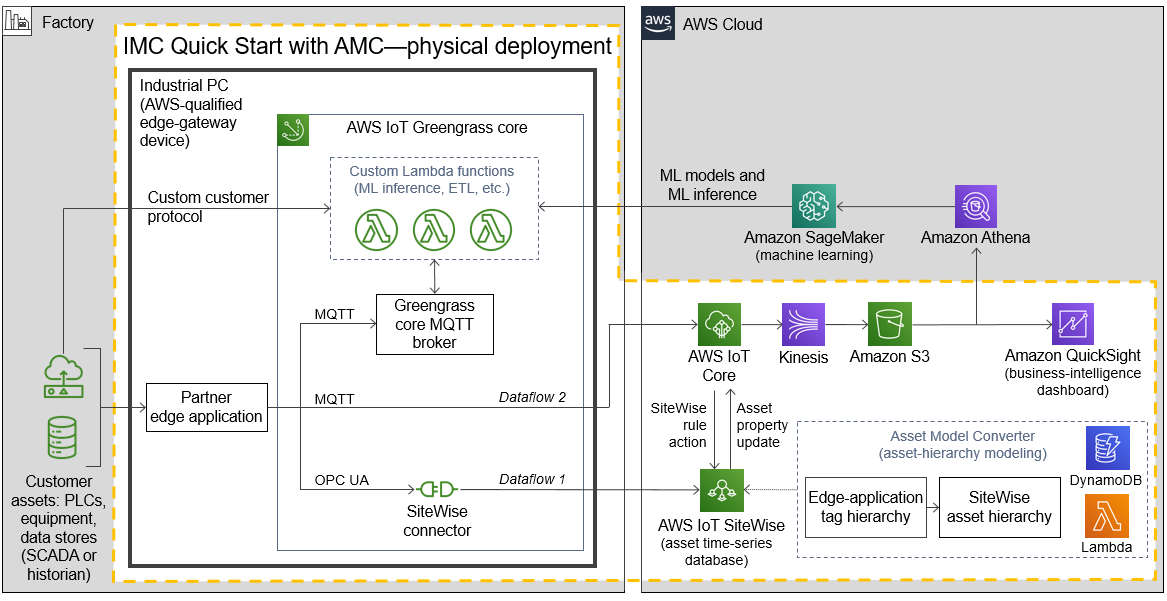 Factory
aws
AWS Cloud
IMC Quick Start with AMC—physical deployment
Industrial PC
(AWS-qualified
edge-gateway
device)
AWS IoT Greengrass core
Custom Lambda functions
(ML inference, ETL, etc.)
Custom customer
protocol
ML models and
ML inference
Amazon SageMaker
(machine learning)
Amazon Athena
MQTT
Greengrass
core MQTT
broker
AWS IoT
Core
Kinesis
Amazon S3
Amazon QuickSight
(business-intelligence
dashboard)
Partner
edge application
MQTT
Dataflow 2
SiteWise
rule
action
Asset
property
update
Asset Model Converter
(asset-hierarchy modeling)
DynamoDB
Customer
assets: PLCs,
equipment,
data stores
(SCADA or
historian)
OPC UA
Dataflow 1
SiteWise
connector
AWS IoT SiteWise
(asset time-series
database)
Edge-application
tag hierarchy
SiteWise
asset hierarchy
Lambda